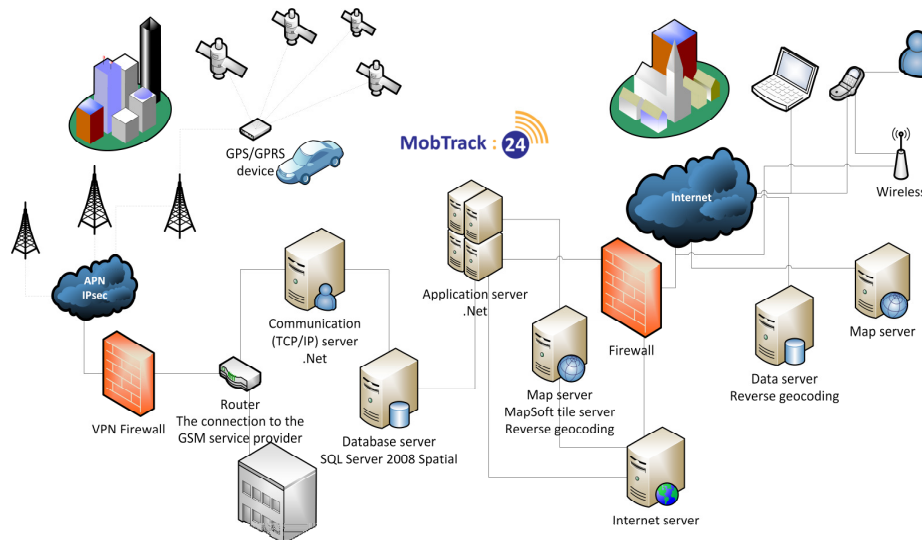 MobTrack : 24
GPS/GPRS
device
Internet
Wireless
APN
IPsec
Communication
(TCP/IP) server
.Net
Application server
.Net
Firewall
Map server
Data server
Reverse geocoding
Map server
MapSoft tile server
Reverse geocoding
VPN Firewall
Router
The connection to the
GSM service provider
Database server
SQL Server 2008 Spatial
Internet server